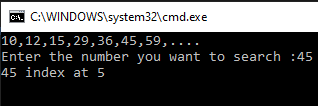 C:\WINDOWS\system32\cmd.exe
10,12,15,29,36,45,59,....
Enter the number you want to search :45
45 index at 5